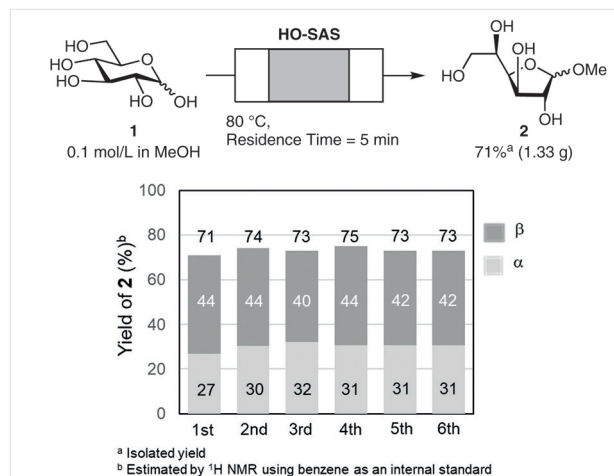 HO-SAS
HO
HO
HO
HO
O
OH
1
0.1 mol/L in MeOH
80 °C,
Residence Time = 5 min
OH
HO
HO
O
OMe
OH
2
71%ᵃ (1.33 g)
Yield of 2 (%)ᵇ
100
80
60
40
20
0
71
74
73
75
73
73
44
44
40
44
42
42
27
30
32
31
31
31
1st
2nd
3rd
4th
5th
6th
β
α
ᵃ Isolated yield
ᵇ Estimated by ¹H NMR using benzene as an internal standard